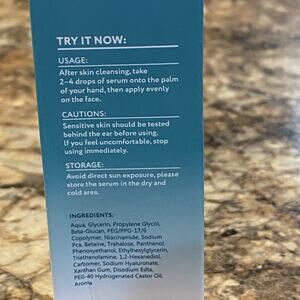 TRY IT NOW:
USAGE:
After skin cleansing, take
2-4 drops of serum onto the palm
of your hand, then apply evenly
on the face.
CAUTIONS:
Sensitive skin should be tested
behind the ear before using.
If you feel uncomfortable, stop
using immediately.
STORAGE:
Avoid direct sun exposure, please
store the serum in the dry and
cold area.
INGREDIENTS:
Aqua, Glycerin, Propylene Glycol,
Beta-Glucan, PEG/PPG-17/6
Copolymer, Niacinamide, Sodium
Pca, Betaine, Trehalose, Panthenol,
Phenoxyethanol, Ethylhexylglycerin,
Triethanolamine, 1,2-Hexanediol,
Carbomer, Sodium Hyaluronate,
Xanthan Gum, Disodium Edta,
PEG-40 Hydrogenated Castor Oil,
Aroma